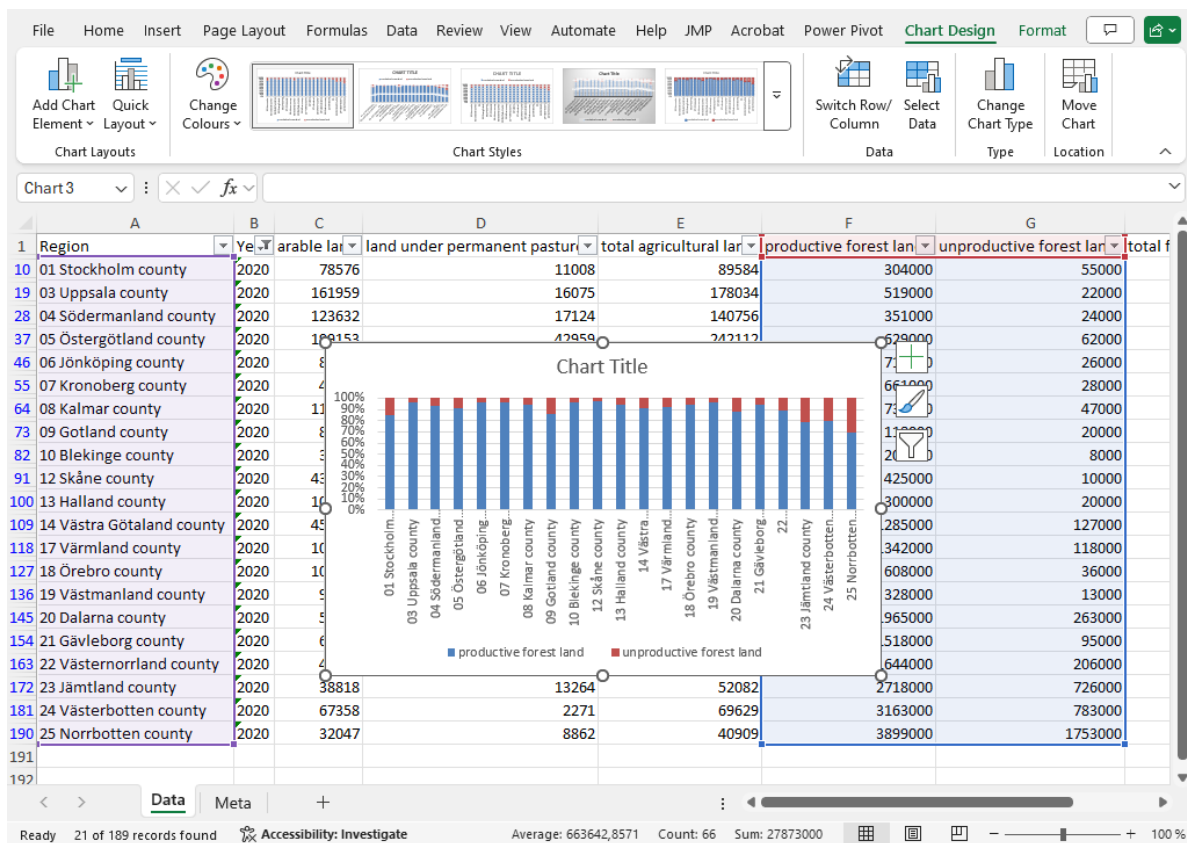 File Home Insert Page Layout Formulas Data Review View Automate Help JMP Acrobat Power Pivot Chart Design Format
Add Chart Element
Quick Layout
Change Colours
Switch Row/ Column
Select Data
Change Chart Type
Move Chart
Chart Layouts Chart Styles Data Type Location
Chart 3 fx
A B C D E F G
1 Region Ye arable lar land under permanent pasture total agricultural lar productive forest lan unproductive forest lar total f
10 01 Stockholm county 2020 78576 11008 89584 304000 55000
19 03 Uppsala county 2020 161959 16075 178034 519000 22000
28 04 Södermanland county 2020 123632 17124 140756 351000 24000
37 05 Östergötland county 2020 42959 242112 629000 62000
46 06 Jönköping county 2020 26000
55 07 Kronoberg county 2020 28000
64 08 Kalmar county 2020 47000
73 09 Gotland county 2020 20000
82 10 Blekinge county 2020 8000
91 12 Skåne county 2020 425000 10000
100 13 Halland county 2020 300000 20000
109 14 Västra Götaland county 2020 1285000 127000
118 17 Värmland county 2020 1342000 118000
127 18 Örebro county 2020 608000 36000
136 19 Västmanland county 2020 328000 13000
145 20 Dalarna county 2020 1965000 263000
154 21 Gävleborg county 2020 1518000 95000
163 22 Västernorrland county 2020 1644000 206000
172 23 Jämtland county 2020 38818 13264 52082 2718000 726000
181 24 Västerbotten county 2020 67358 2271 69629 3163000 783000
190 25 Norrbotten county 2020 32047 8862 40909 3899000 1753000
191
192
Chart Title
100%
90%
80%
70%
60%
50%
40%
30%
20%
10%
0%
01 Stockholm...
03 Uppsala county
04 Södermanland...
05 Östergötland...
06 Jönköping...
07 Kronoberg...
08 Kalmar county
09 Gotland county
10 Blekinge county
12 Skåne county
13 Halland county
14 Västra...
17 Värmland...
18 Örebro county
19 Västmanland...
20 Dalarna county
21 Gävleborg...
22...
23 Jämtland county
24 Västerbotten...
25 Norrbotten...
productive forest land unproductive forest land
Data Meta
Ready 21 of 189 records found Accessibility: Investigate Average: 663642,8571 Count: 66 Sum: 27873000 100 %